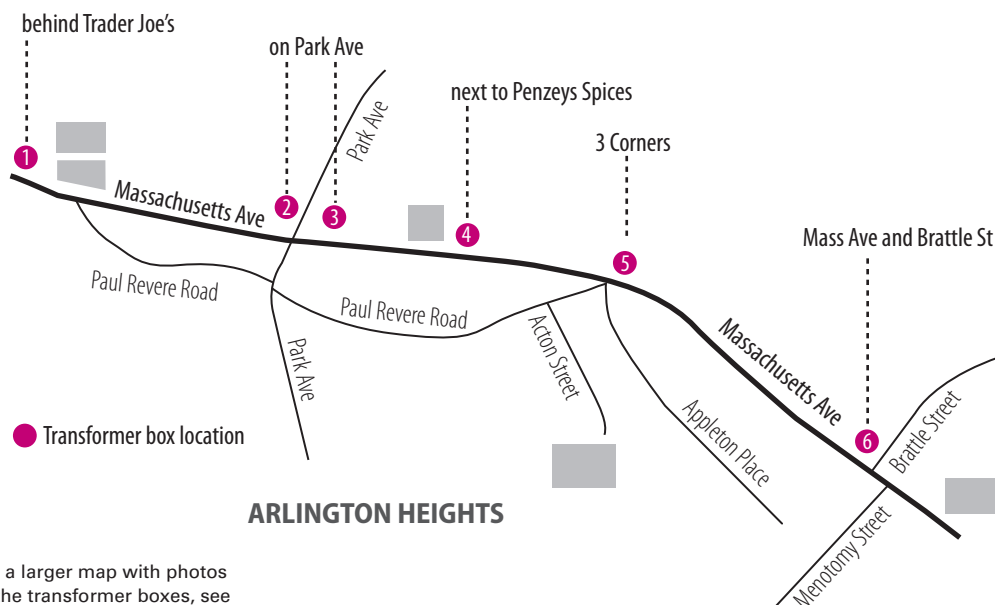 behind Trader Joe's
on Park Ave
next to Penzeys Spices
3 Corners
Mass Ave and Brattle St
Park Ave
1
2
3
4
5
6
Massachusetts Ave
Paul Revere Road
Paul Revere Road
Park Ave
Acton Street
Massachusetts Ave
Appleton Place
Brattle Street
Menotomy Street
Transformer box location
ARLINGTON HEIGHTS
a larger map with photos
he transformer boxes, see